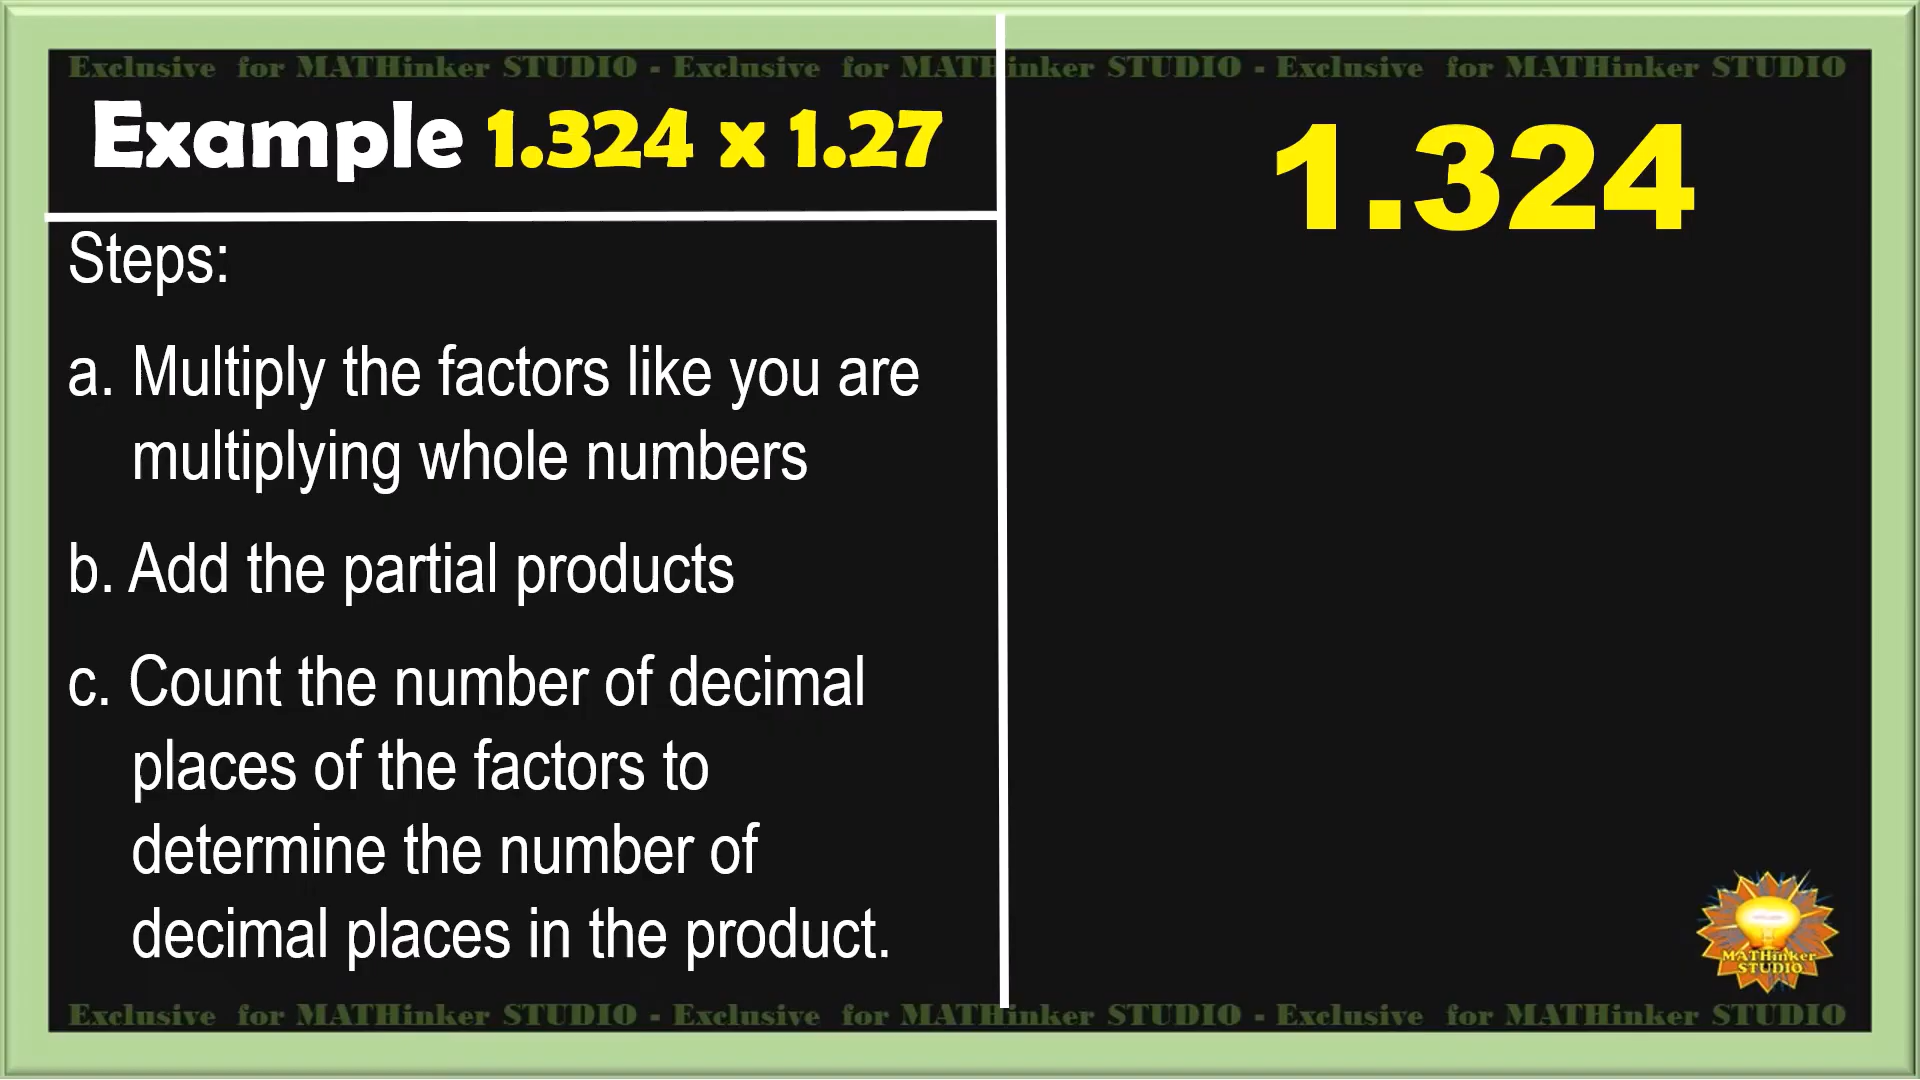 Exclusive for MATHinker STUDIO - Exclusive for MATHinker STUDIO - Exclusive for MATHinker STUDIO
Example 1.324 x 1.27
Steps:
a. Multiply the factors like you are
multiplying whole numbers
b. Add the partial products
c. Count the number of decimal
places of the factors to
determine the number of
decimal places in the product.
1.324
MATHinker
STUDIO
Exclusive for MATHinker STUDIO - Exclusive for MATHinker STUDIO - Exclusive for MATHinker STUDIO